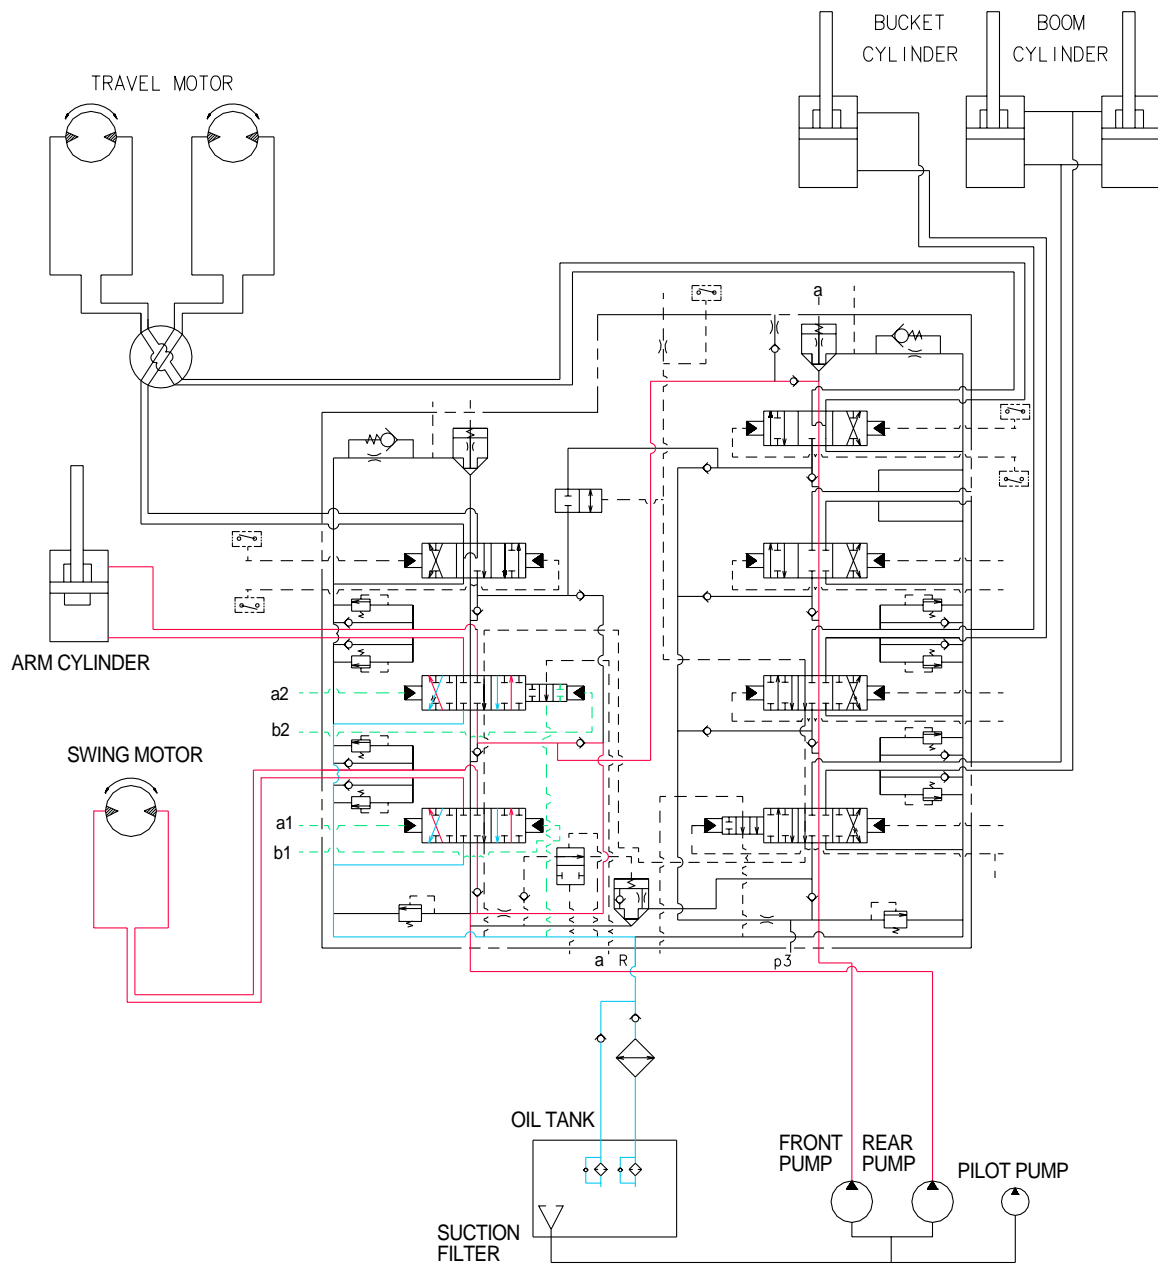 BUCKET
CYLINDER
BOOM
CYLINDER
TRAVEL MOTOR
a
ARM CYLINDER
a2
b2
SWING MOTOR
a1
b1
a
R
p3
OIL TANK
FRONT
PUMP
REAR
PUMP
PILOT PUMP
SUCTION
FILTER